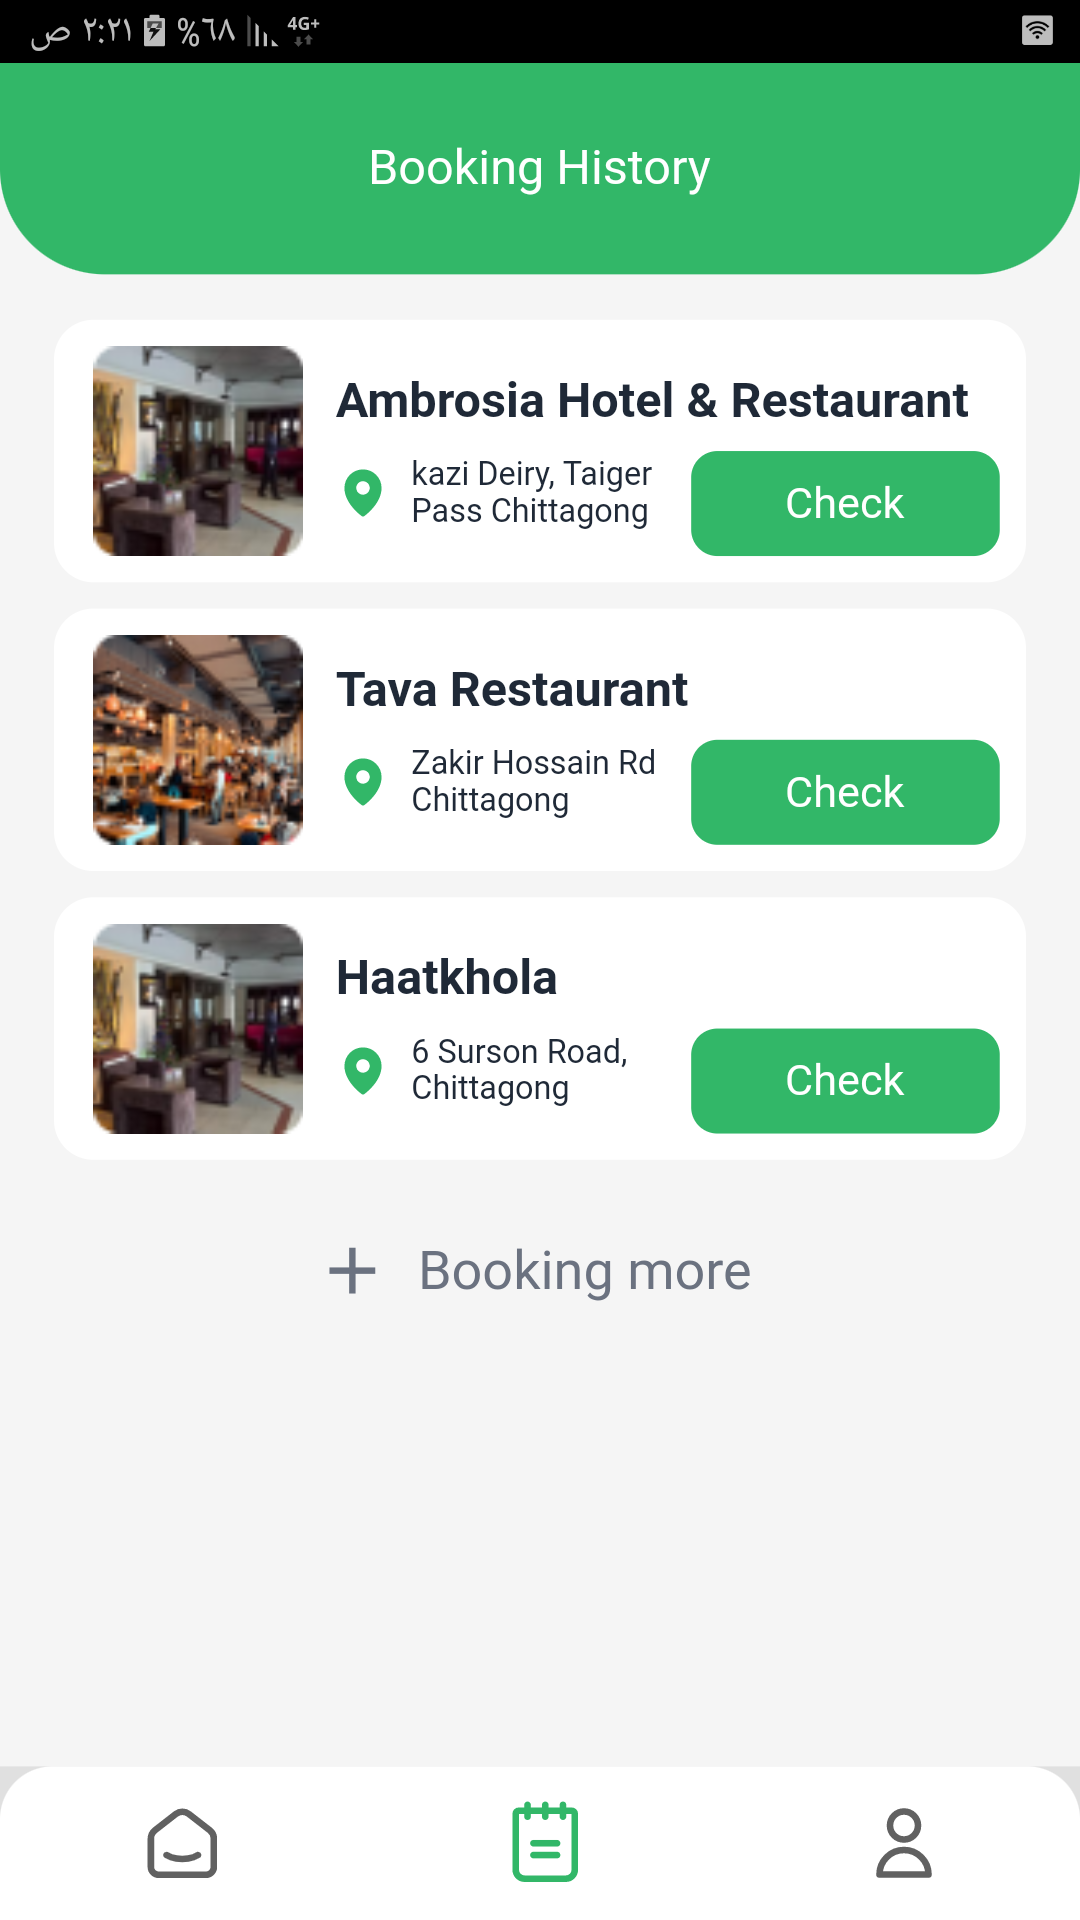 ص ٢:٢١ %٦٨ 4G+
Booking History
Ambrosia Hotel & Restaurant
kazi Deiry, Taiger
Pass Chittagong
Check
Tava Restaurant
Zakir Hossain Rd
Chittagong
Check
Haatkhola
6 Surson Road,
Chittagong
Check
Booking more